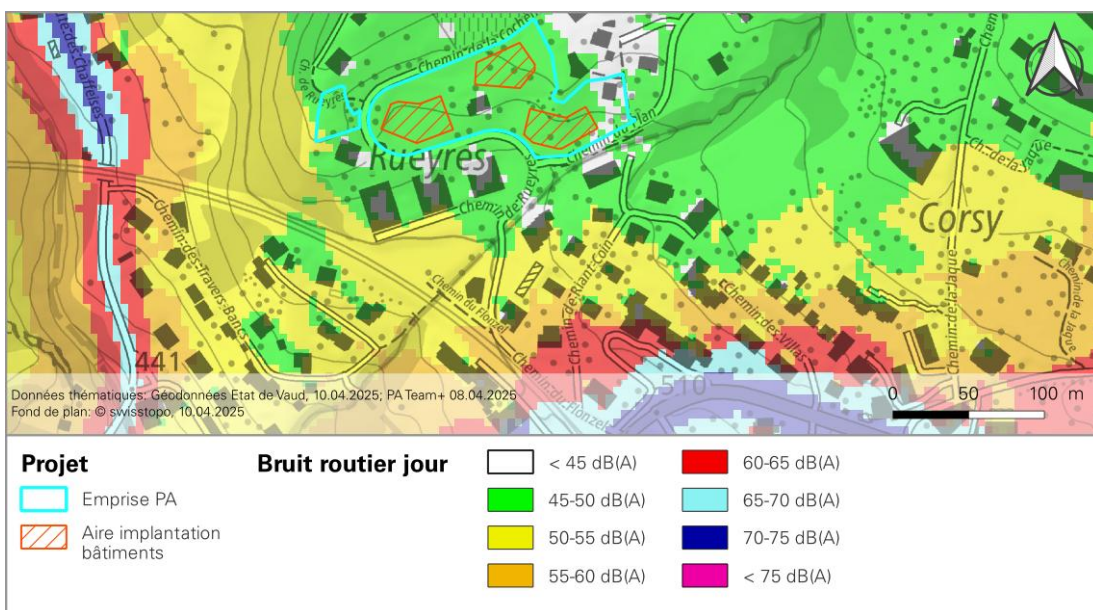 Chemin de la Cochen
Ch. de Rueyres
Chemin du Plan
Rueyres
Ch. de la Jaque
Chemin de Rueyres
Corsy
Chemin des Travers-Bancs
Chemin du Flonzel
Chemin de Plant-Coin
Chemin des Villas
Chemin de la Jaque
Chemin de la Jaque
441
510
Chemin du Flonzel
Données thématiques: Géodonnées Etat de Vaud, 10.04.2025; PA Team+ 08.04.2025
Fond de plan: © swisstopo, 10.04.2025
0 50 100 m
Projet
Emprise PA
Aire implantation
bâtiments
Bruit routier jour
< 45 dB(A)
45-50 dB(A)
50-55 dB(A)
55-60 dB(A)
60-65 dB(A)
65-70 dB(A)
70-75 dB(A)
< 75 dB(A)